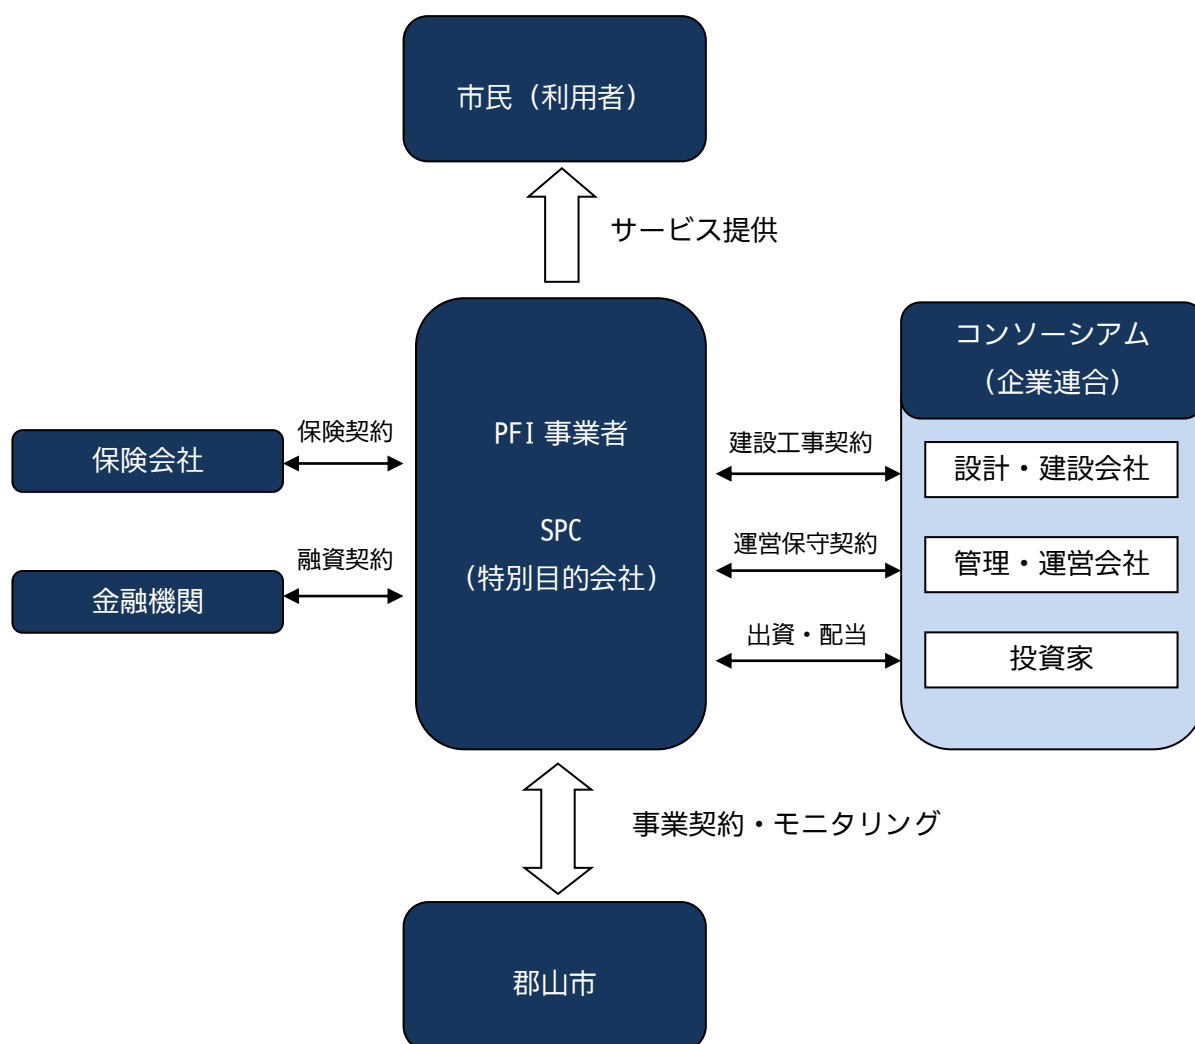 市民（利用者）
サービス提供
コンソーシアム
（企業連合）
保険契約
保険会社
PFI 事業者
建設工事契約
設計・建設会社
SPC
（特別目的会社）
融資契約
金融機関
運営保守契約
管理・運営会社
出資・配当
投資家
事業契約・モニタリング
郡山市